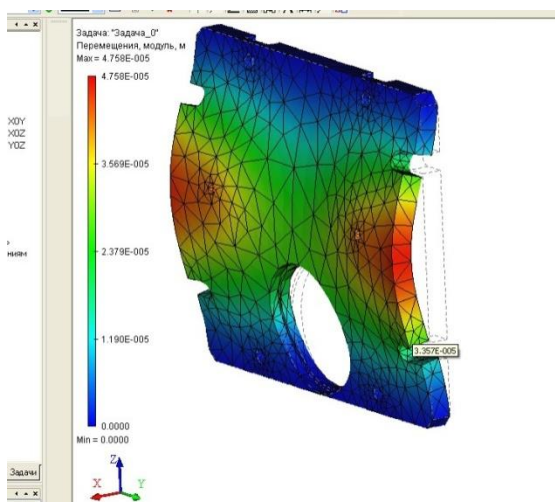 Задача: "Задача_0"
Перемещения, модуль, м
Max = 4.758E-005
4.758E-005
3.569E-005
2.379E-005
1.190E-005
0.0000
Min = 0.0000
3.357E-005
X0Y
X0Z
Y0Z
ниям
Задачи
Z
X
Y